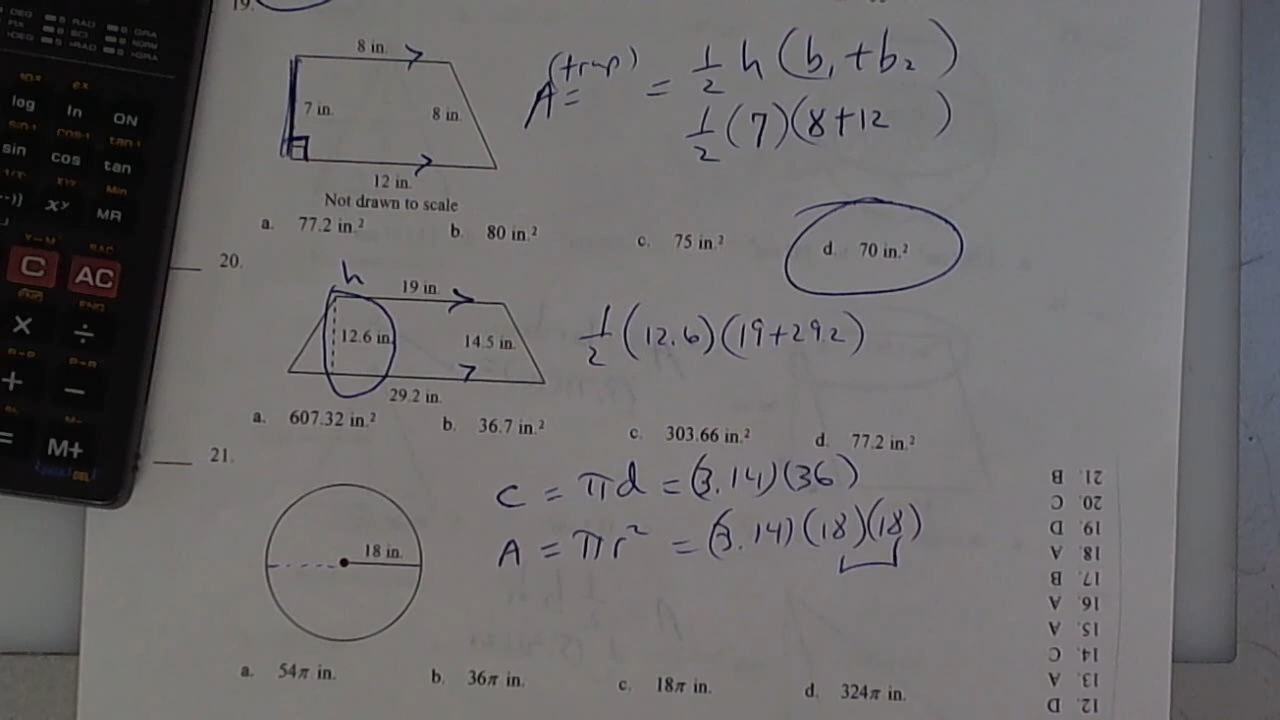 19.
8 in.
7 in.
8 in.
12 in.
Not drawn to scale
A (trap) = = 1/2 h (b₁ + b₂)
1/2 (7)(8+12)
a. 77.2 in.² b. 80 in.² c. 75 in.² d. 70 in.²
20.
h
19 in.
12.6 in.
14.5 in.
29.2 in.
1/2 (12.6)(19+29.2)
a. 607.32 in.² b. 36.7 in.² c. 303.66 in.² d. 77.2 in.²
21.
C = πd = (3.14)(36)
A = πr² = (3.14)(18)(18)
18 in.
a. 54π in. b. 36π in. c. 18π in. d. 324π in.
12. D
13. A
14. C
15. A
16. A
17. B
18. A
19. D
20. C
21. B
log ln ON
sin cos tan
xʸ MR
C AC
× ÷
+ −
= M+